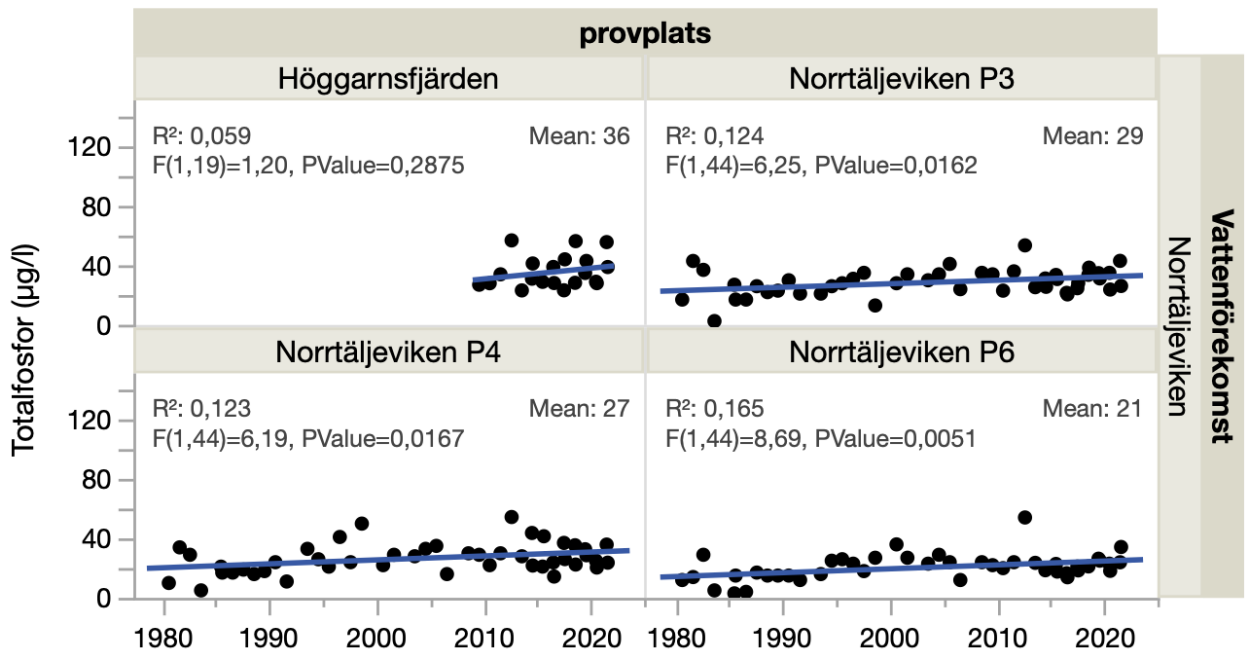 provplats
Höggarnsfjärden
Norrtäljeviken P3
R²: 0,059
Mean: 36
F(1,19)=1,20, PValue=0,2875
R²: 0,124
Mean: 29
F(1,44)=6,25, PValue=0,0162
120
80
40
0
Norrtäljeviken P4
Norrtäljeviken P6
R²: 0,123
Mean: 27
F(1,44)=6,19, PValue=0,0167
R²: 0,165
Mean: 21
F(1,44)=8,69, PValue=0,0051
120
80
40
0
1980 1990 2000 2010 2020
1980 1990 2000 2010 2020
Totalfosfor (µg/l)
Norrtäljeviken
Vattenförekomst